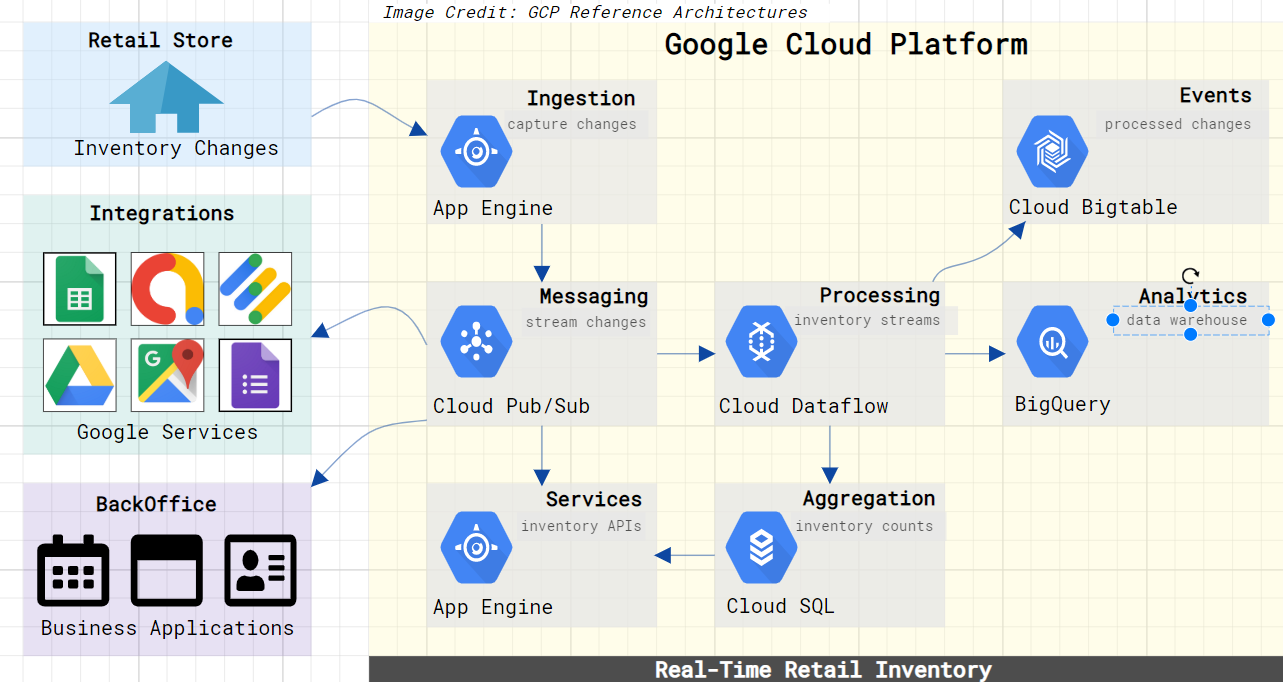 Image Credit: GCP Reference Architectures
Google Cloud Platform
Retail Store
Inventory Changes
Integrations
G
Google Services
BackOffice
Business Applications
Ingestion
capture changes
App Engine
Messaging
stream changes
Cloud Pub/Sub
Services
inventory APIs
App Engine
Processing
inventory streams
Cloud Dataflow
Aggregation
inventory counts
Cloud SQL
Events
processed changes
Cloud Bigtable
Analytics
data warehouse
BigQuery
Real-Time Retail Inventory